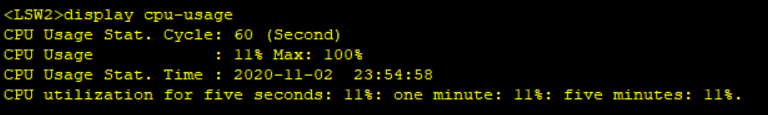 <LSW2>display cpu-usage
CPU Usage Stat. Cycle: 60 (Second)
CPU Usage            : 11% Max: 100%
CPU Usage Stat. Time : 2020-11-02  23:54:58
CPU utilization for five seconds: 11%: one minute: 11%: five minutes: 11%.